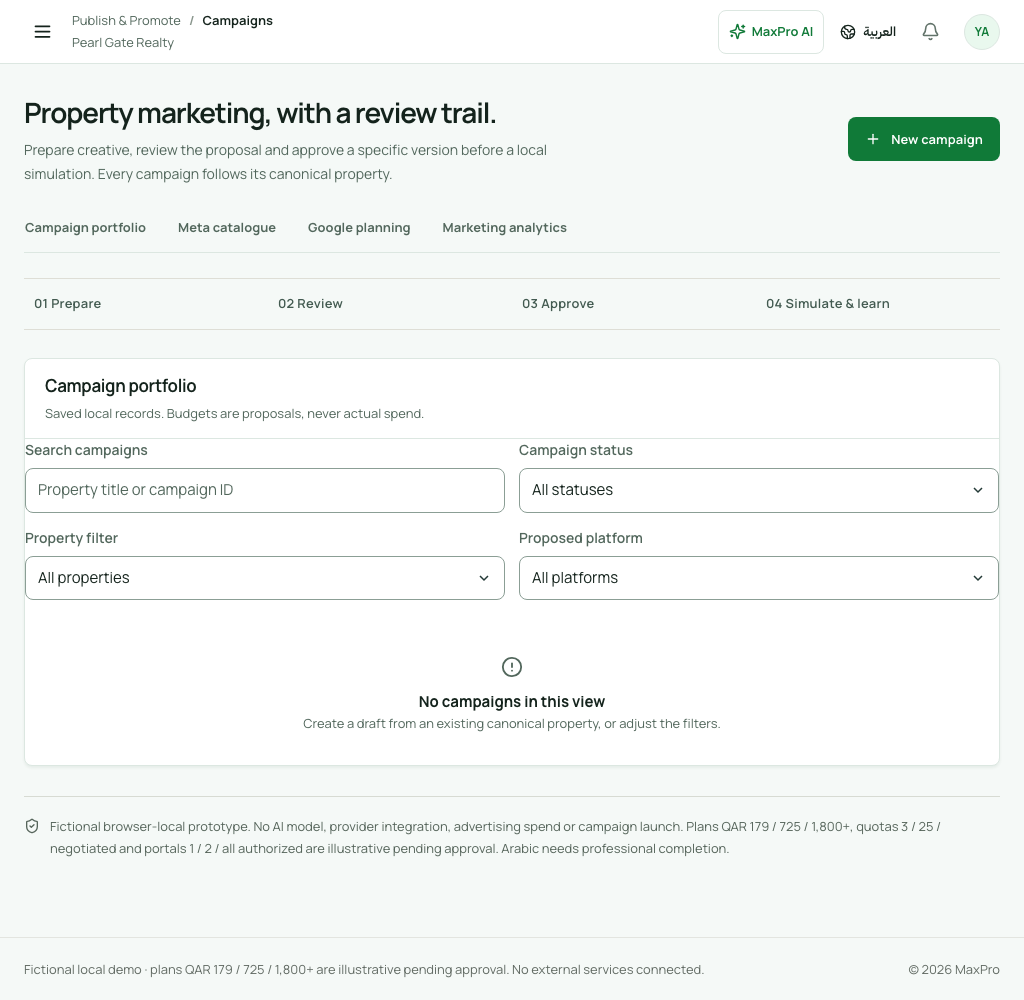 Publish & Promote / Campaigns
Pearl Gate Realty
MaxPro AI
العربية
YA
Property marketing, with a review trail.
Prepare creative, review the proposal and approve a specific version before a local
simulation. Every campaign follows its canonical property.
New campaign
Campaign portfolio
Meta catalogue
Google planning
Marketing analytics
01 Prepare
02 Review
03 Approve
04 Simulate & learn
Campaign portfolio
Saved local records. Budgets are proposals, never actual spend.
Search campaigns
Property title or campaign ID
Campaign status
All statuses
Property filter
All properties
Proposed platform
All platforms
No campaigns in this view
Create a draft from an existing canonical property, or adjust the filters.
Fictional browser-local prototype. No AI model, provider integration, advertising spend or campaign launch. Plans QAR 179 / 725 / 1,800+, quotas 3 / 25 /
negotiated and portals 1 / 2 / all authorized are illustrative pending approval. Arabic needs professional completion.
Fictional local demo · plans QAR 179 / 725 / 1,800+ are illustrative pending approval. No external services connected.
© 2026 MaxPro